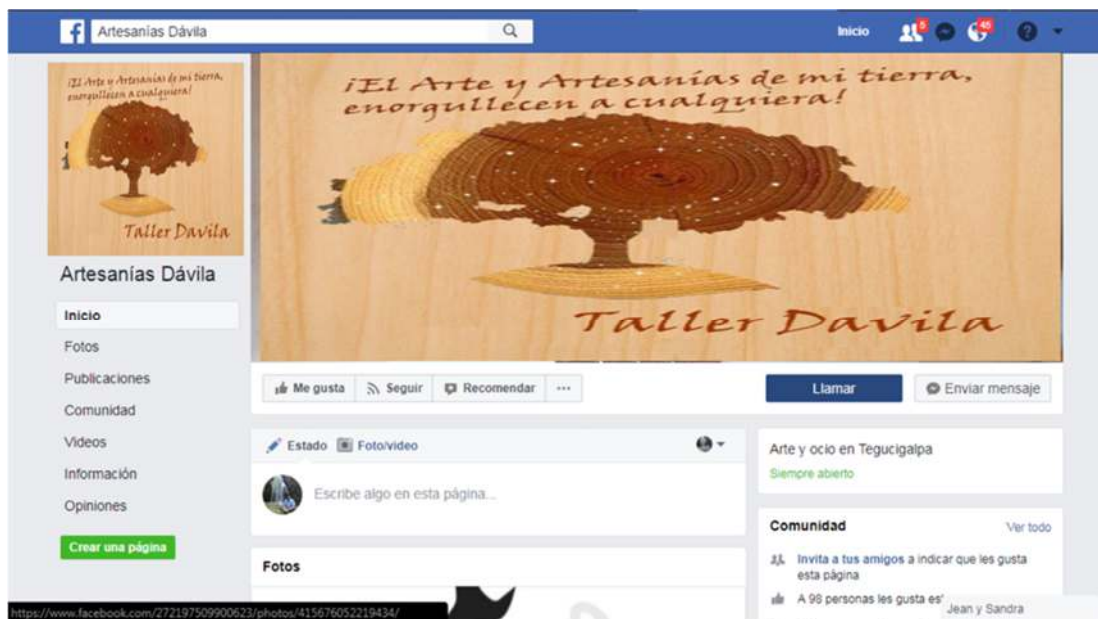 Artesanías Dávila
Inicio
5
45
¡El Arte y Artesanías de mi tierra,
enorgullecen a cualquiera!
Taller Davila
Artesanías Dávila
Inicio
Fotos
Publicaciones
Comunidad
Videos
Información
Opiniones
Crear una página
¡El Arte y Artesanías de mi tierra,
enorgullecen a cualquiera!
Taller Davila
Me gusta Seguir Recomendar ...
Llamar Enviar mensaje
Estado Foto/video
Escribe algo en esta página...
Fotos
Arte y ocio en Tegucigalpa
Siempre abierto
Comunidad Ver todo
Invita a tus amigos a indicar que les gusta
esta página
A 98 personas les gusta
Jean y Sandra
https://www.facebook.com/272197509900623/photos/415676052219434/